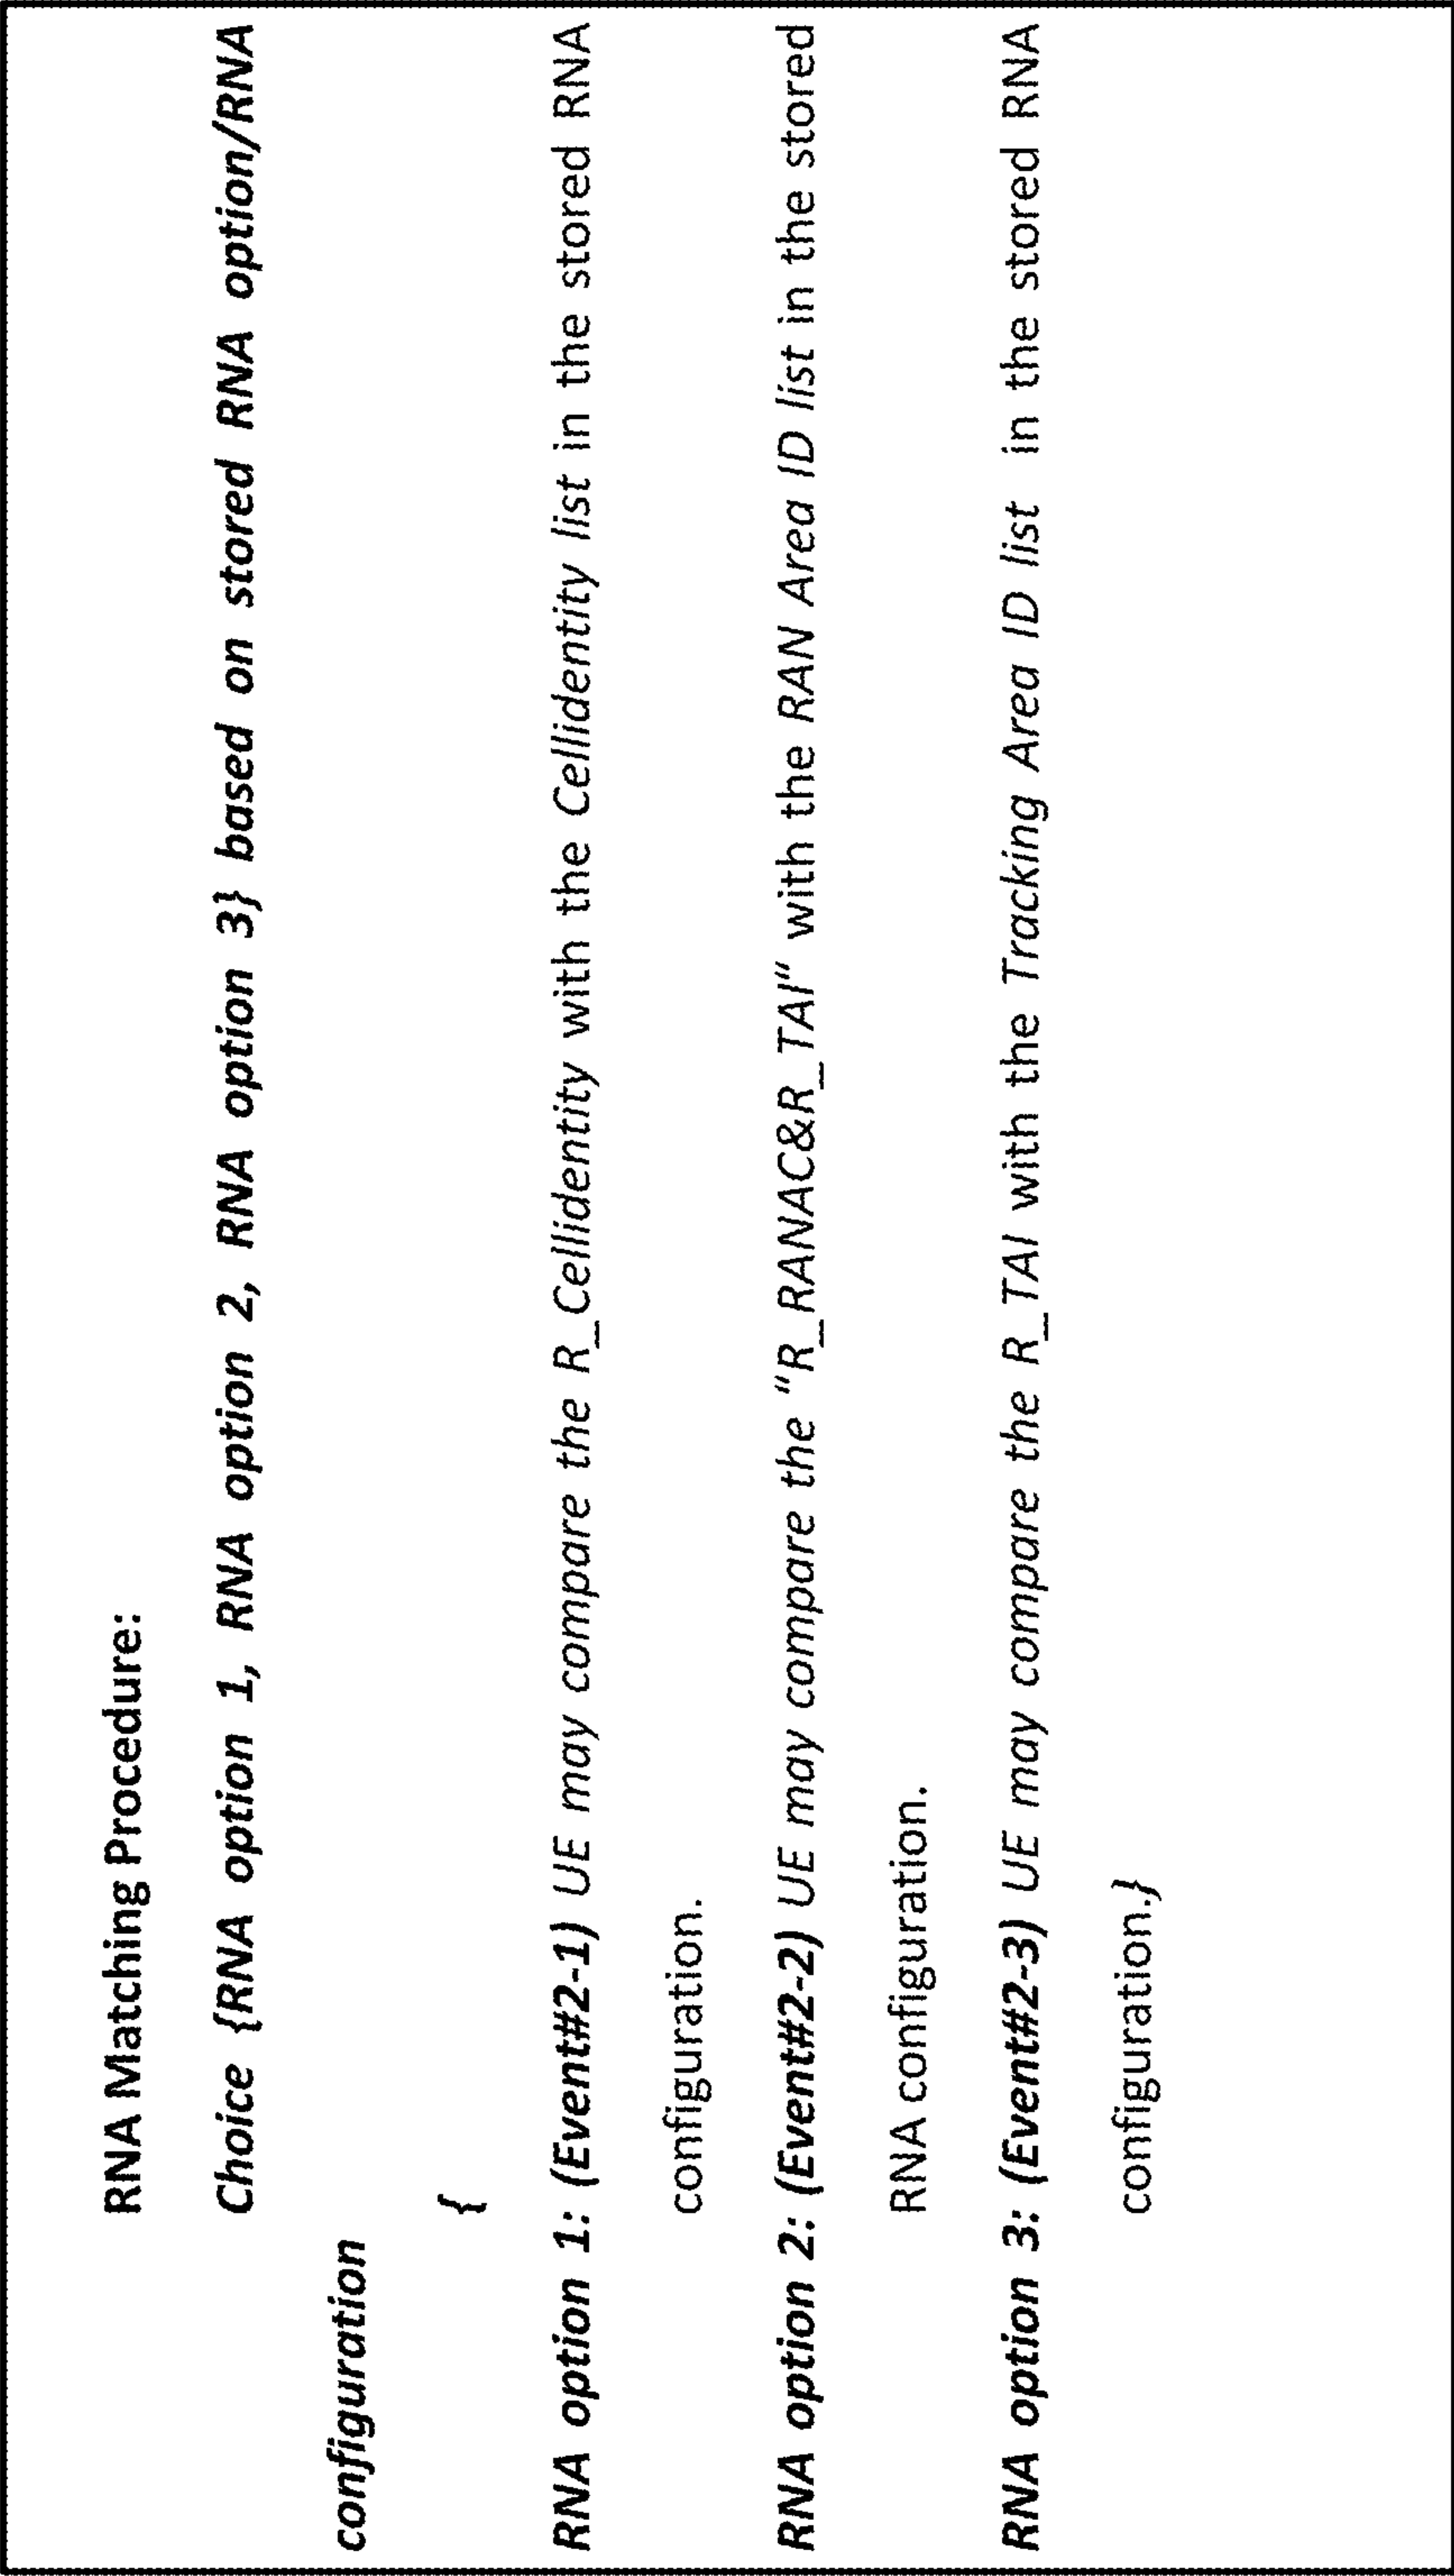 RNA Matching Procedure:
Choice {RNA option 1, RNA option 2, RNA option 3} based on stored RNA option/RNA
configuration
{
RNA option 1: (Event#2-1) UE may compare the R_Cellidentity with the Cellidentity list in the stored RNA
configuration.
RNA option 2: (Event#2-2) UE may compare the "R_RANAC&R_TAI" with the RAN Area ID list in the stored
RNA configuration.
RNA option 3: (Event#2-3) UE may compare the R_TAI with the Tracking Area ID list in the stored RNA
configuration.}